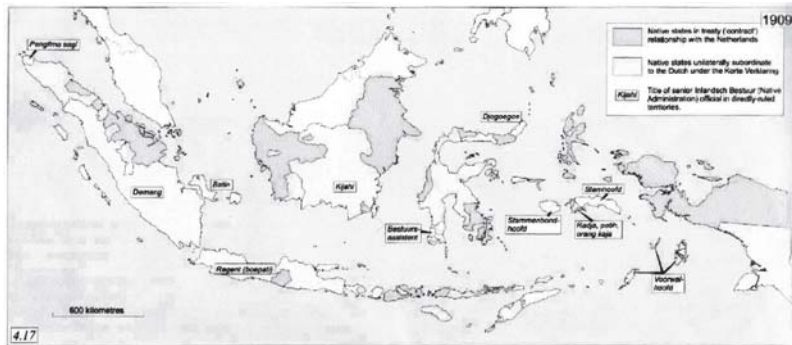 1909
Native states in treaty ('contract')
relationship with the Netherlands
Native states unilaterally subordinate
to the Dutch under the Korte Verklaring
Kijahi
Title of senior Inlandsch Bestuur (Native
Administration) official in directly-ruled
territories.
Panglima sagi
Djogoegoe
Batin
Kijahi
Demang
Stamhoofd
Bestuurs-
assistent
Stammenbond-
hoofd
Radja, patih,
orang kaja
Regent (boepati)
Voorwal-
hoofd
600 kilometres
4.17